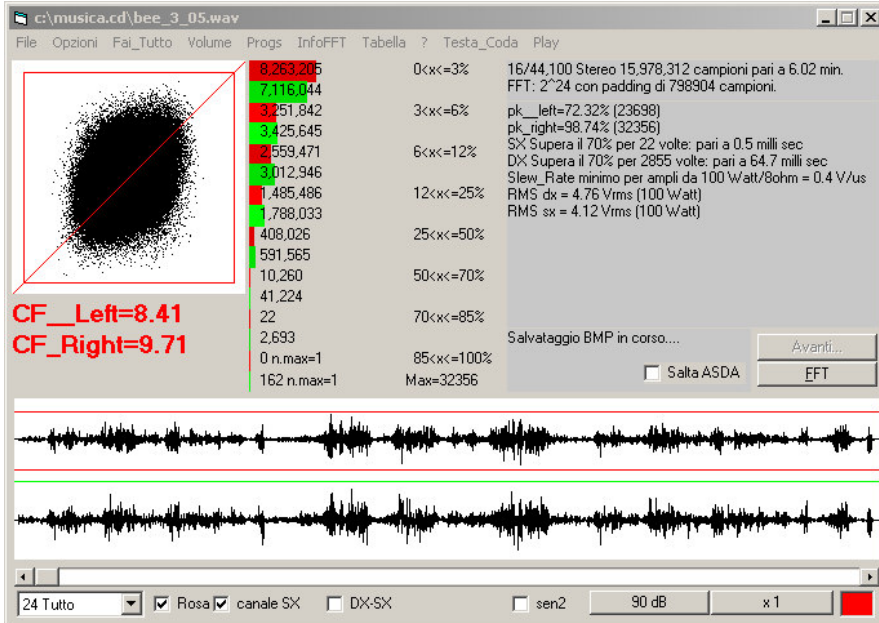 c:\musica.cd\bee_3_05.wav
File Opzioni Fai_Tutto Volume Progs InfoFFT Tabella ? Testa_Coda Play
8,263,205 0<x<=3%
7,116,044
3,251,842 3<x<=6%
3,425,645
2,559,471 6<x<=12%
3,012,946
1,485,486 12<x<=25%
1,788,033
408,026 25<x<=50%
591,565
10,260 50<x<=70%
41,224
22 70<x<=85%
2,693
0 n.max=1 85<x<=100%
162 n.max=1 Max=32356
16/44,100 Stereo 15,978,312 campioni pari a 6.02 min.
FFT: 2^24 con padding di 798904 campioni.
pk__left=72.32% (23698)
pk_right=98.74% (32356)
SX Supera il 70% per 22 volte: pari a 0.5 milli sec
DX Supera il 70% per 2855 volte: pari a 64.7 milli sec
Slew_Rate minimo per ampli da 100 Watt/8ohm = 0.4 V/us
RMS dx = 4.76 Vrms (100 Watt)
RMS sx = 4.12 Vrms (100 Watt)
CF__Left=8.41
CF_Right=9.71
Salvataggio BMP in corso....
Avanti...
Salta ASDA
FFT
24 Tutto Rosa canale SX DX-SX sen2 90 dB x 1